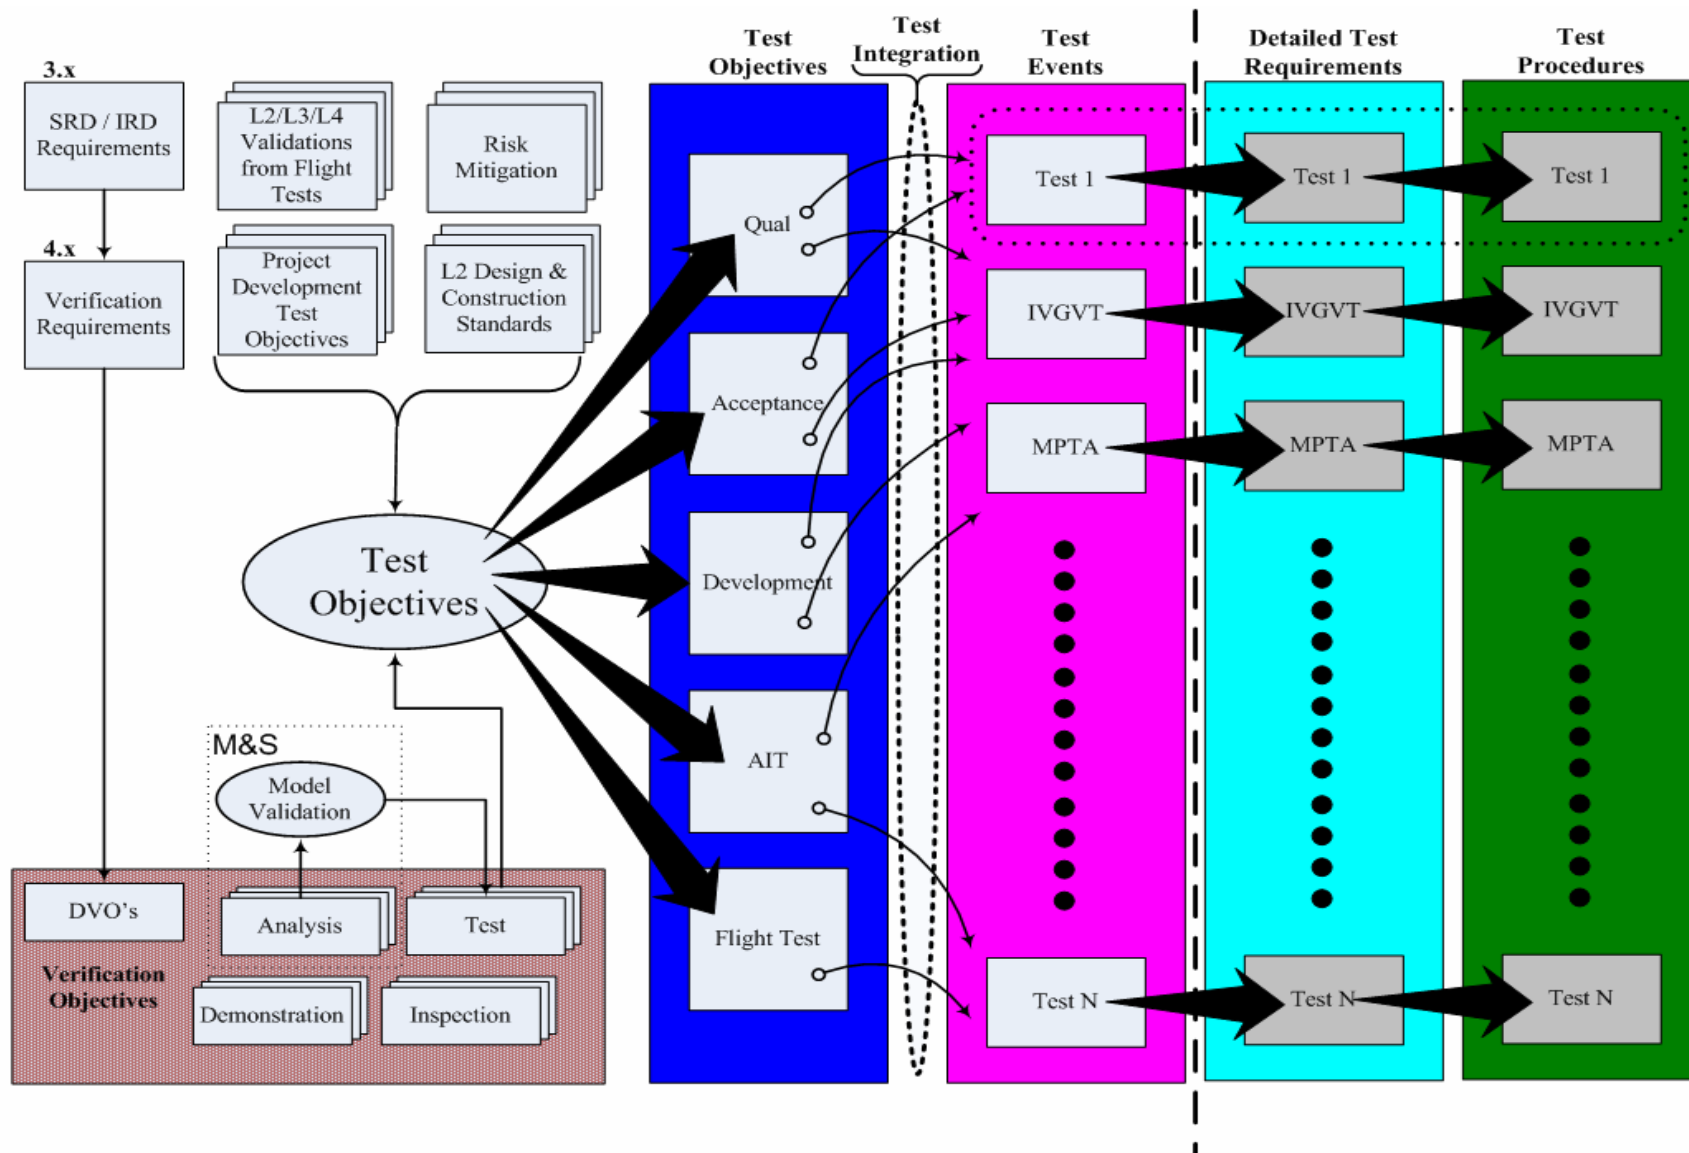 3.x
SRD / IRD
Requirements
4.x
Verification
Requirements
L2/L3/L4
Validations
from Flight
Tests
Risk
Mitigation
Project
Development
Test
Objectives
L2 Design &
Construction
Standards
Test
Objectives
M&S
Model
Validation
DVO's
Analysis
Test
Verification
Objectives
Demonstration
Inspection
Test
Objectives
Qual
Acceptance
Development
AIT
Flight Test
Test
Integration
Test
Events
Test 1
IVGVT
MPTA
Test N
Detailed Test
Requirements
Test 1
IVGVT
MPTA
Test N
Test
Procedures
Test 1
IVGVT
MPTA
Test N